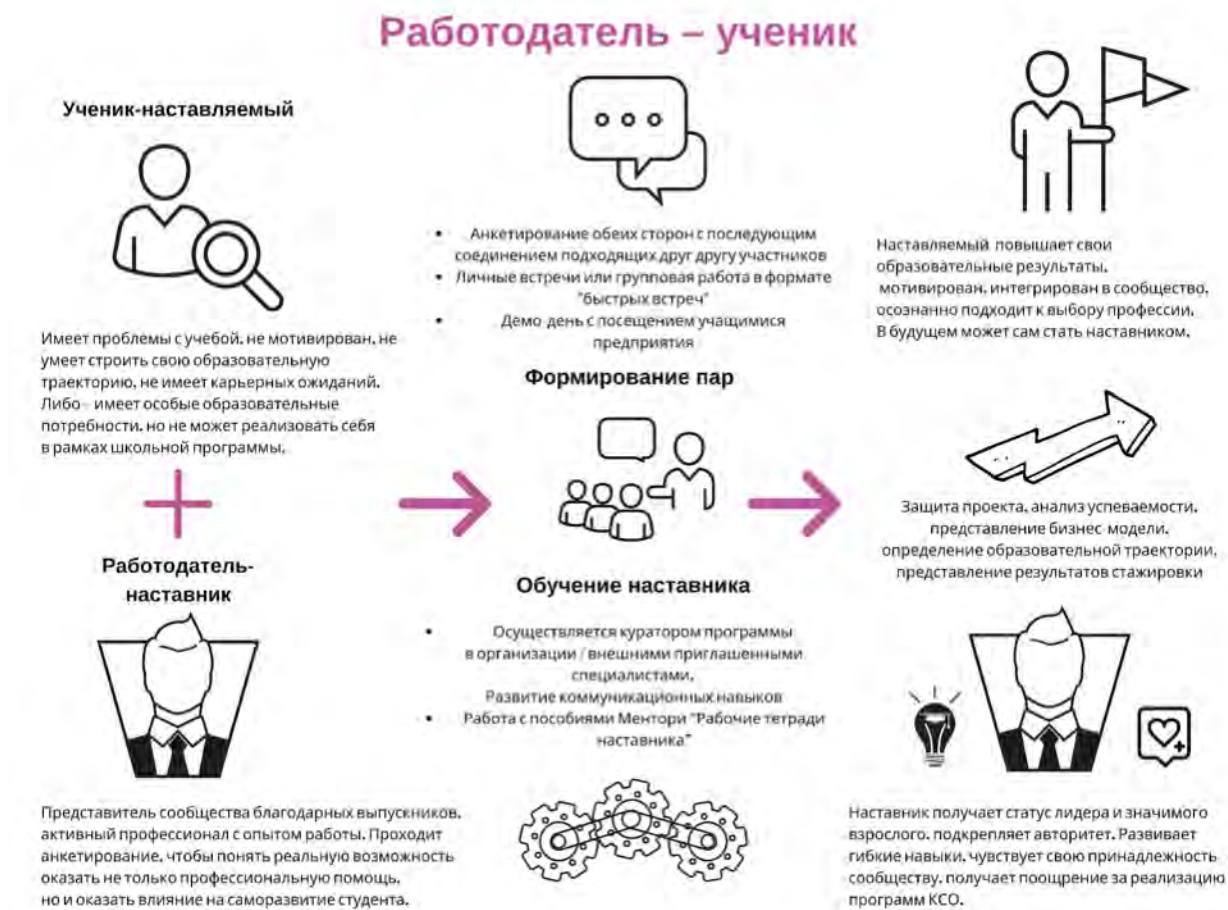 Работодатель – ученик
Ученик-наставляемый
Имеет проблемы с учебой, не мотивирован, не
умеет строить свою образовательную
траекторию, не имеет карьерных ожиданий.
Либо - имеет особые образовательные
потребности, но не может реализовать себя
в рамках школьной программы.
Работодатель-
наставник
Представитель сообщества благодарных выпускников,
активный профессионал с опытом работы. Проходит
анкетирование, чтобы понять реальную возможность
оказать не только профессиональную помощь,
но и оказать влияние на саморазвитие студента.
• Анкетирование обеих сторон с последующим
соединением подходящих друг другу участников
• Личные встречи или групповая работа в формате
"быстрых встреч"
• Демо-день с посещением учащимися
предприятия
Формирование пар
Обучение наставника
• Осуществляется куратором программы
в организации / внешними приглашенными
специалистами.
Развитие коммуникационных навыков
• Работа с пособиями Ментори "Рабочие тетради
наставника"
Наставляемый повышает свои
образовательные результаты,
мотивирован, интегрирован в сообщество,
осознанно подходит к выбору профессии.
В будущем может сам стать наставником.
Защита проекта, анализ успеваемости,
представление бизнес-модели,
определение образовательной траектории,
представление результатов стажировки
Наставник получает статус лидера и значимого
взрослого, подкрепляет авторитет. Развивает
гибкие навыки, чувствует свою принадлежность
сообществу, получает поощрение за реализацию
программ КСО.